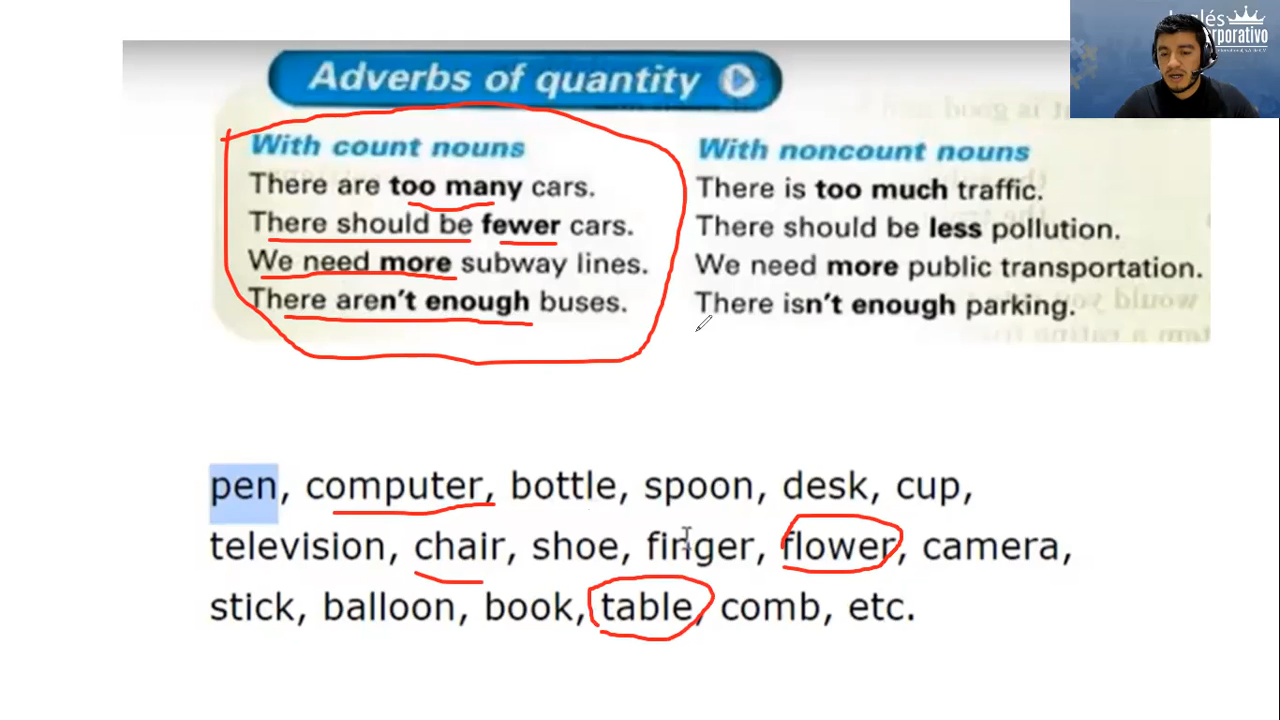 Inglés
Corporativo
Adverbs of quantity
With count nouns
There are too many cars.
There should be fewer cars.
We need more subway lines.
There aren't enough buses.
With noncount nouns
There is too much traffic.
There should be less pollution.
We need more public transportation.
There isn't enough parking.
pen, computer, bottle, spoon, desk, cup,
television, chair, shoe, finger, flower, camera,
stick, balloon, book, table, comb, etc.